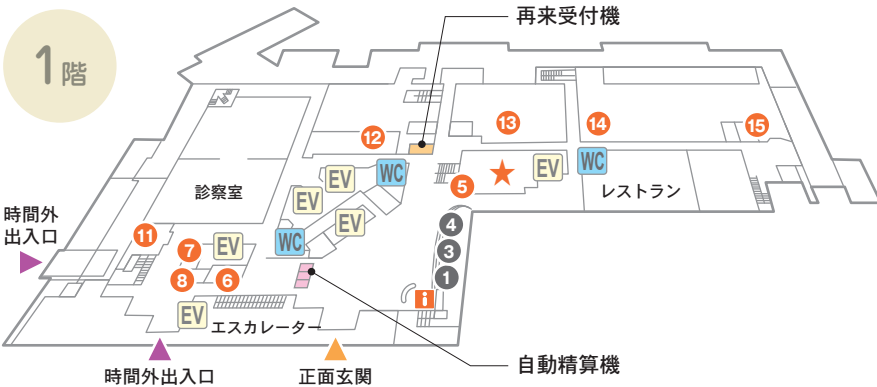 1階
再来受付機
12
13
14
15
WC
EV
WC
EV
5
診察室
EV
レストラン
EV
4
時間外
出入口
11
7
EV
WC
3
8
6
1
i
EV
エスカレーター
時間外出入口
正面玄関
自動精算機